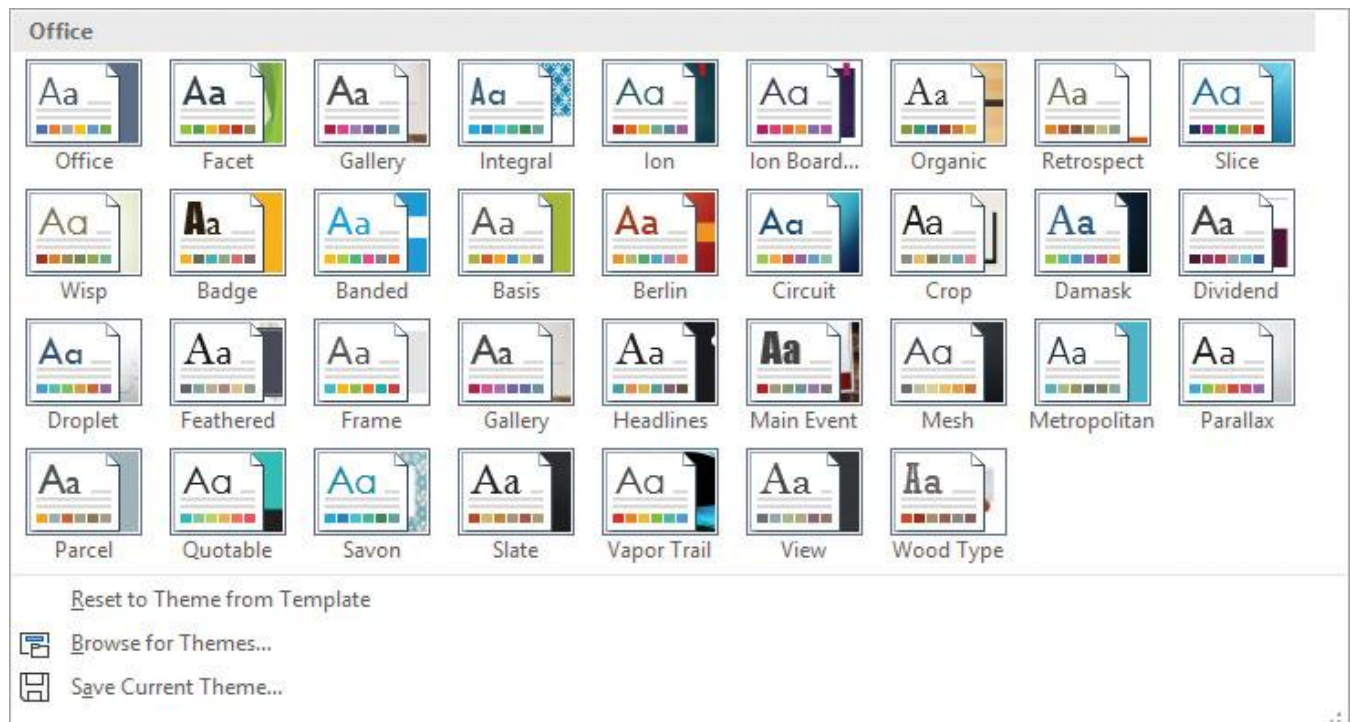 Office
Aa Aa Aa Aa Aa Aa Aa Aa Aa
Office Facet Gallery Integral Ion Ion Board... Organic Retrospect Slice
Aa Aa Aa Aa Aa Aa Aa Aa Aa
Wisp Badge Banded Basis Berlin Circuit Crop Damask Dividend
Aa Aa Aa Aa Aa Aa Aa Aa Aa
Droplet Feathered Frame Gallery Headlines Main Event Mesh Metropolitan Parallax
Aa Aa Aa Aa Aa Aa Aa
Parcel Quotable Savon Slate Vapor Trail View Wood Type
Reset to Theme from Template
Browse for Themes...
Save Current Theme...